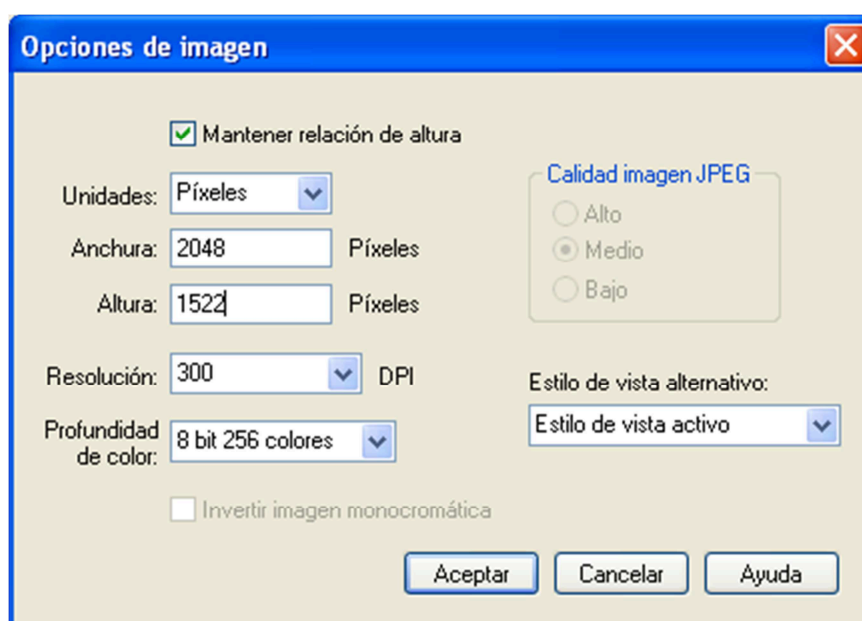 Opciones de imagen
Mantener relación de altura
Unidades: Píxeles
Anchura: 2048 Píxeles
Altura: 1522 Píxeles
Resolución: 300 DPI
Profundidad
de color: 8 bit 256 colores
Invertir imagen monocromática
Calidad imagen JPEG
Alto
Medio
Bajo
Estilo de vista alternativo:
Estilo de vista activo
Aceptar Cancelar Ayuda